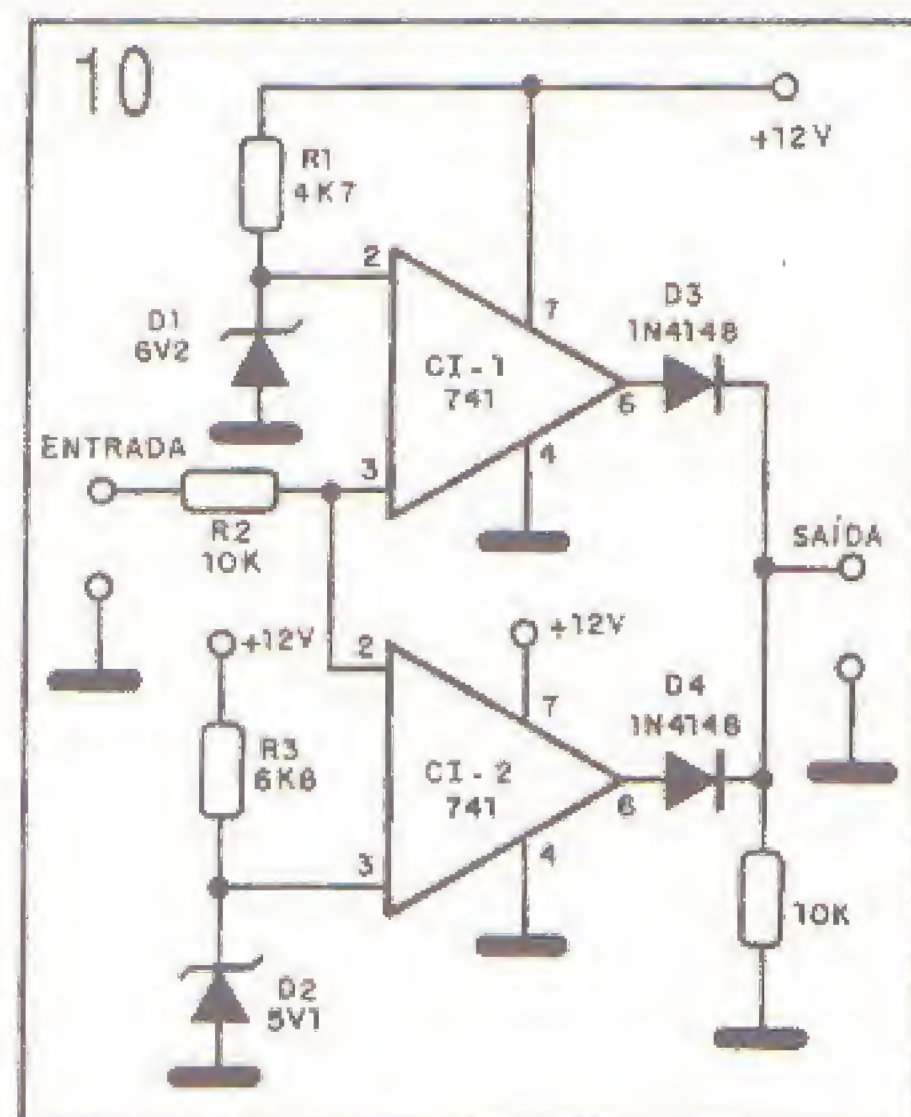 10
+12V
R1
4K7
2
7
D3
1N4148
D1
6V2
CI-1
741
6
4
ENTRADA
3
R2
10K
SAÍDA
+12V
2
+12V
7
D4
1N4148
R3
6K8
CI-2
741
6
4
3
10K
D2
5V1